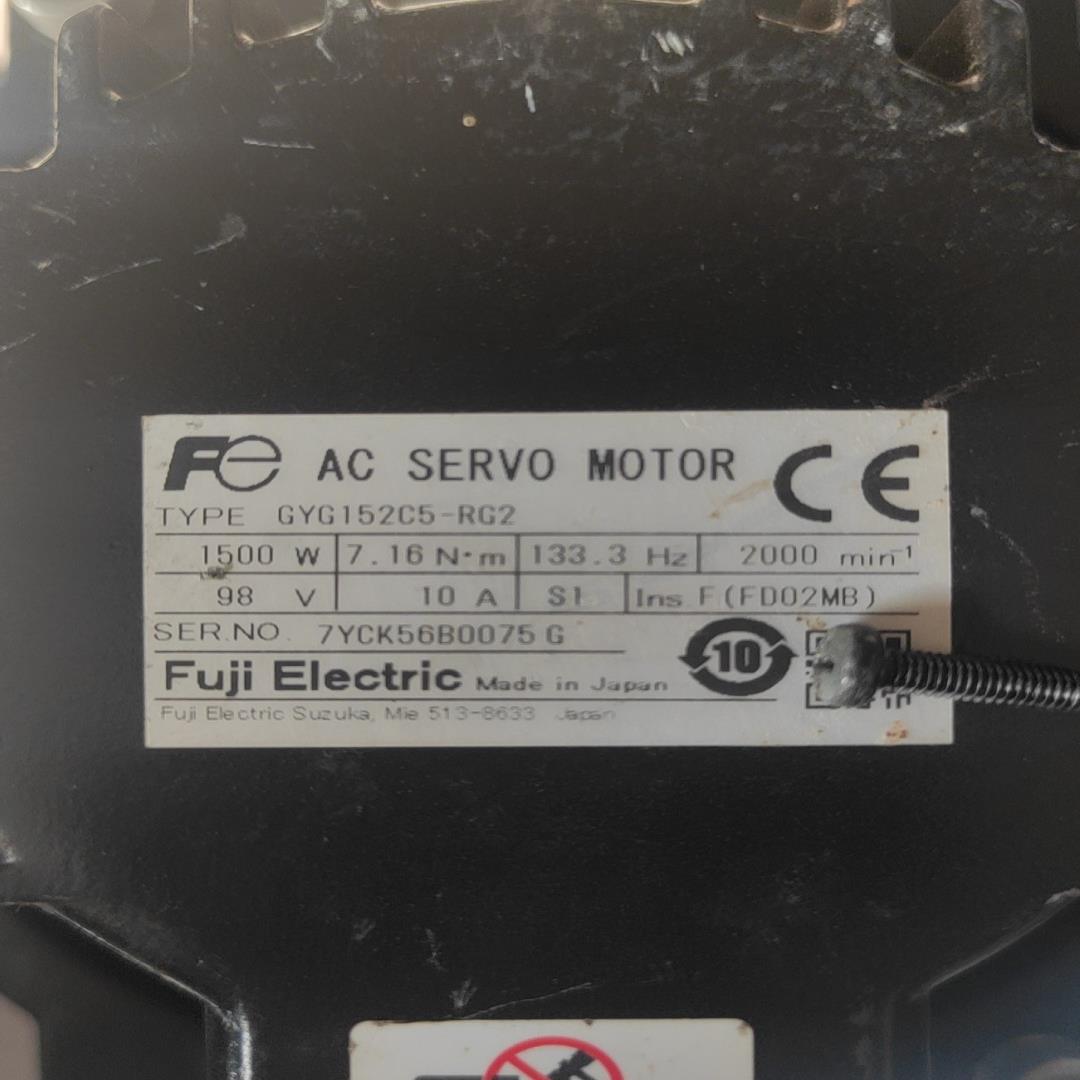 Fe AC SERVO MOTOR CE
TYPE GYG152C5-RG2
1500 W 7.16 N·m 133.3 Hz 2000 min⁻¹
98 V 10 A S1 Ins F(FD02MB)
SER.NO. 7YCK56B0075 G
Fuji Electric Made in Japan 10
Fuji Electric Suzuka, Mie 513-8633 Japan